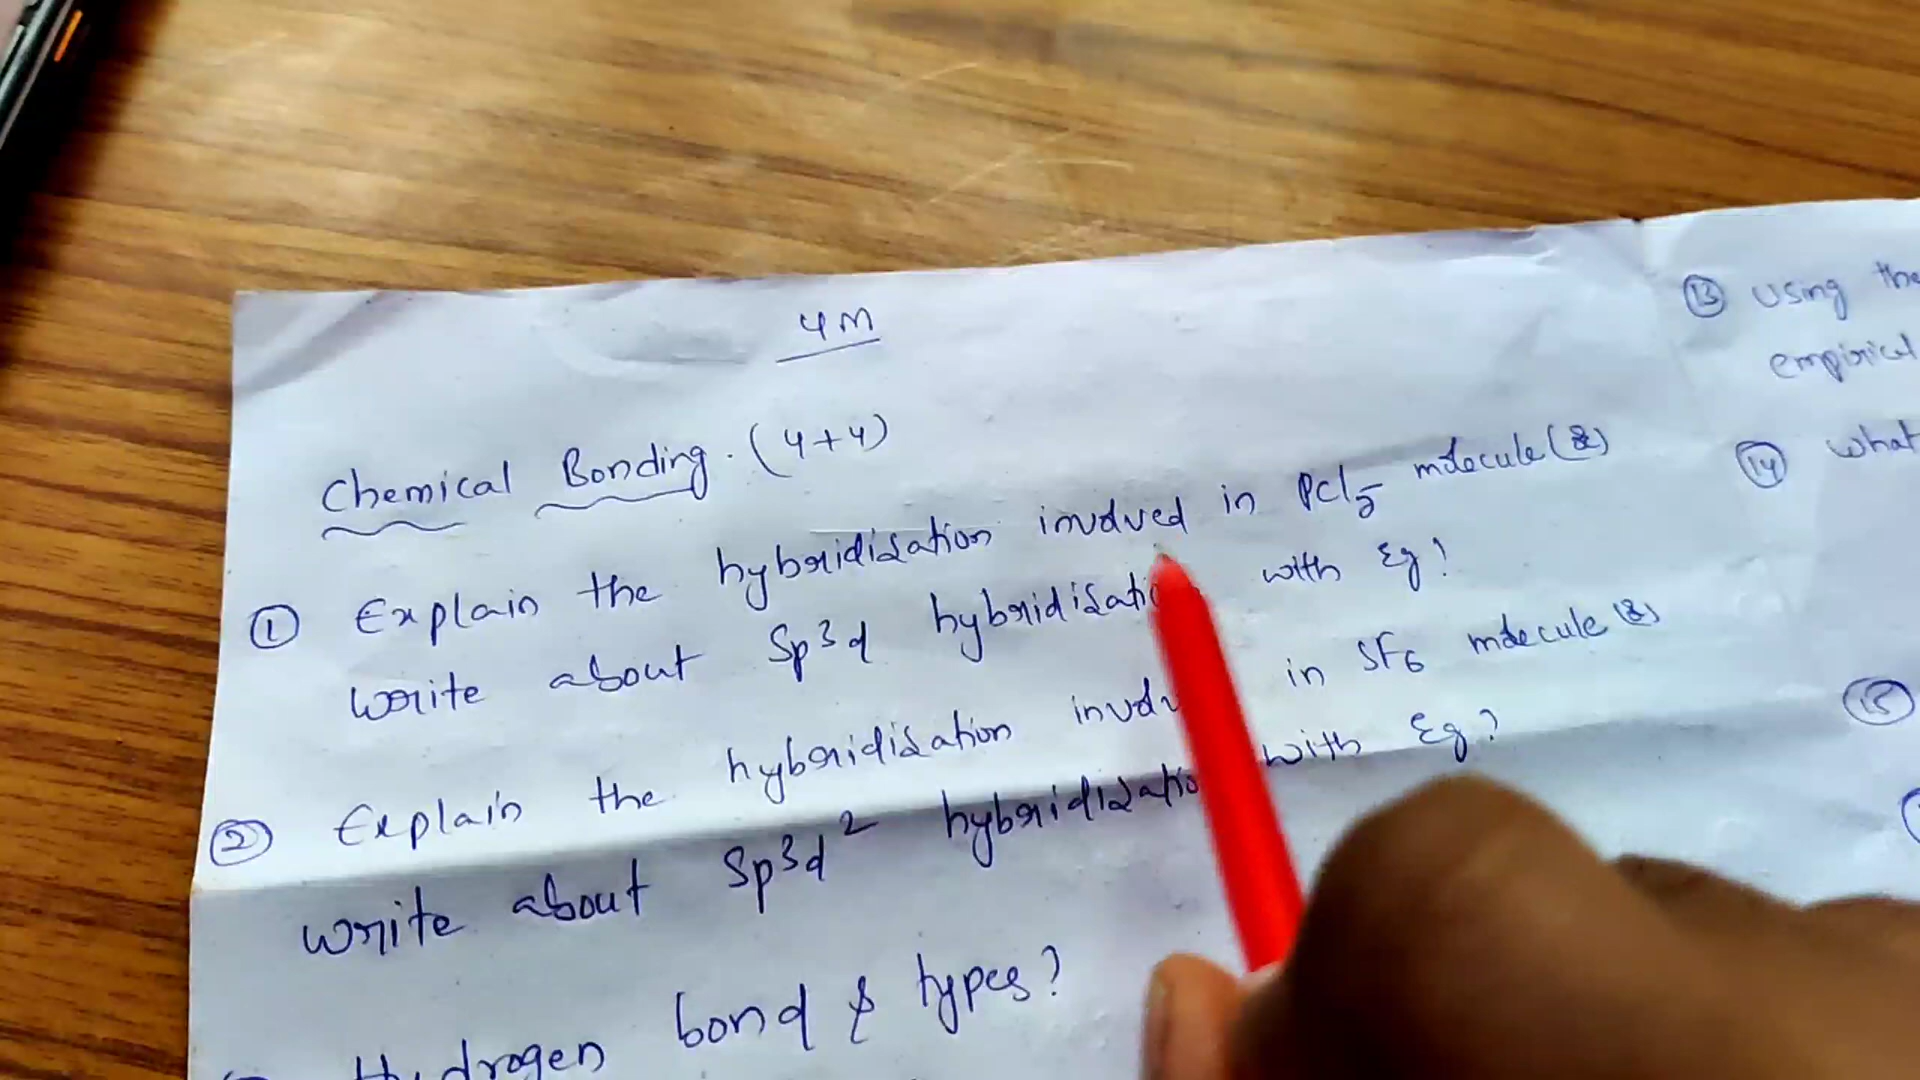 4M
Chemical Bonding. (4+4)
① Explain the hybridisation involved in PCl5 molecule (&)
write about Sp3d hybridisation with Eg?
② Explain the hybridisation involved in SF6 molecule (&)
write about Sp3d2 hybridisation with Eg?
Hydrogen bond & types?
⑬ Using the
empirical
⑭ what
⑮